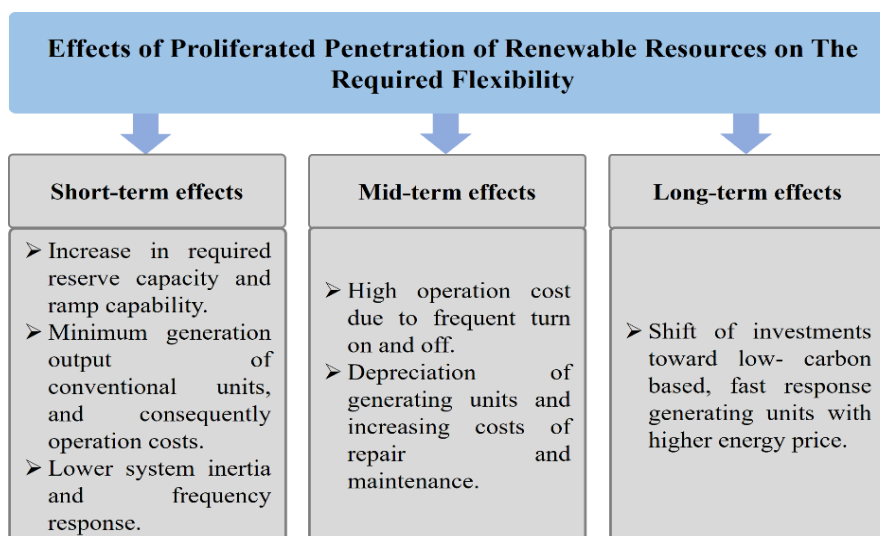 Effects of Proliferated Penetration of Renewable Resources on The
Required Flexibility
Short-term effects
➢ Increase in required
reserve capacity and
ramp capability.
➢ Minimum generation
output of
conventional units,
and consequently
operation costs.
➢ Lower system inertia
and frequency
response.
Mid-term effects
➢ High operation cost
due to frequent turn
on and off.
➢ Depreciation of
generating units and
increasing costs of
repair and
maintenance.
Long-term effects
➢ Shift of investments
toward low- carbon
based, fast response
generating units with
higher energy price.